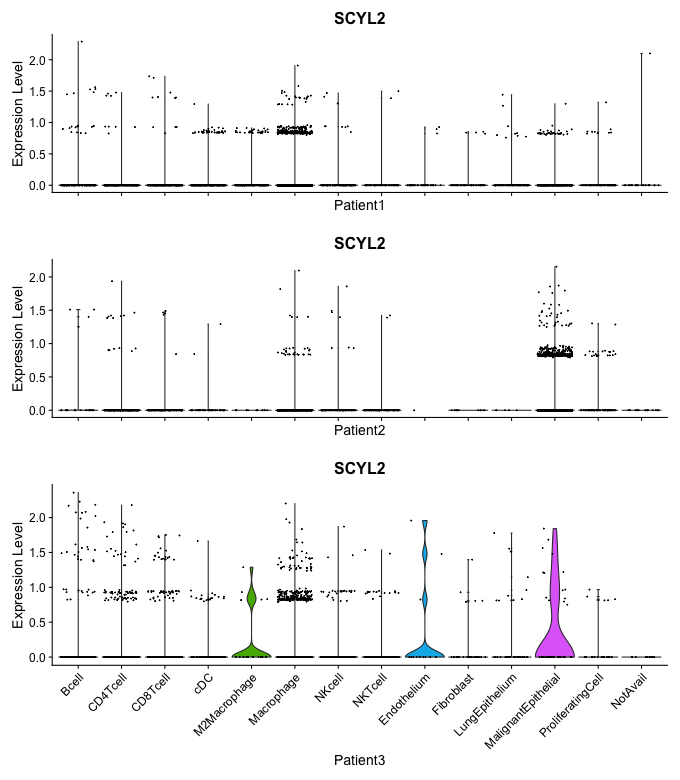 SCYL2
Expression Level
2.0
1.5
1.0
0.5
0.0
Patient1
SCYL2
Expression Level
2.0
1.5
1.0
0.5
0.0
Patient2
SCYL2
Expression Level
2.0
1.5
1.0
0.5
0.0
Bcell
CD4Tcell
CD8Tcell
cDC
M2Macrophage
Macrophage
NKcell
NKTcell
Endothelium
Fibroblast
LungEpithelium
MalignantEpithelial
ProliferatingCell
NotAvail
Patient3